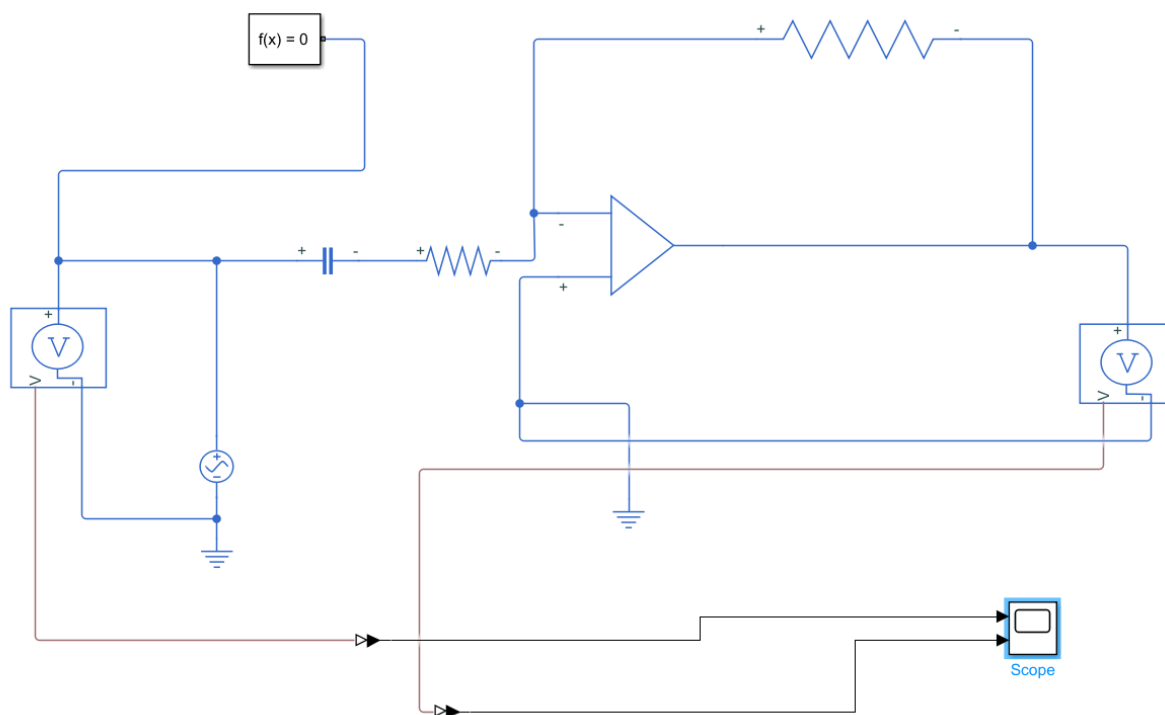 f(x) = 0
+
-
+
-
+
-
-
+
+
V
V
-
+
V
V
-
+
−
Scope